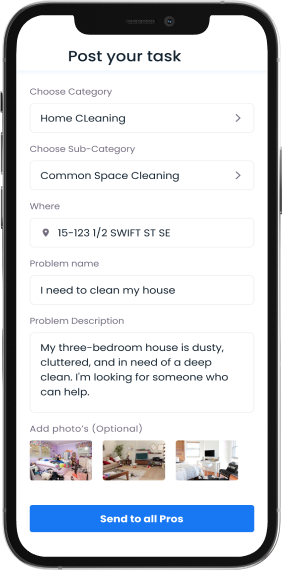 Post your task
Choose Category
Home CLeaning
Choose Sub-Category
Common Space Cleaning
Where
15-123 1/2 SWIFT ST SE
Problem name
I need to clean my house
Problem Description
My three-bedroom house is dusty,
cluttered, and in need of a deep
clean. I'm looking for someone who
can help.
Add photo's (Optional)
Send to all Pros